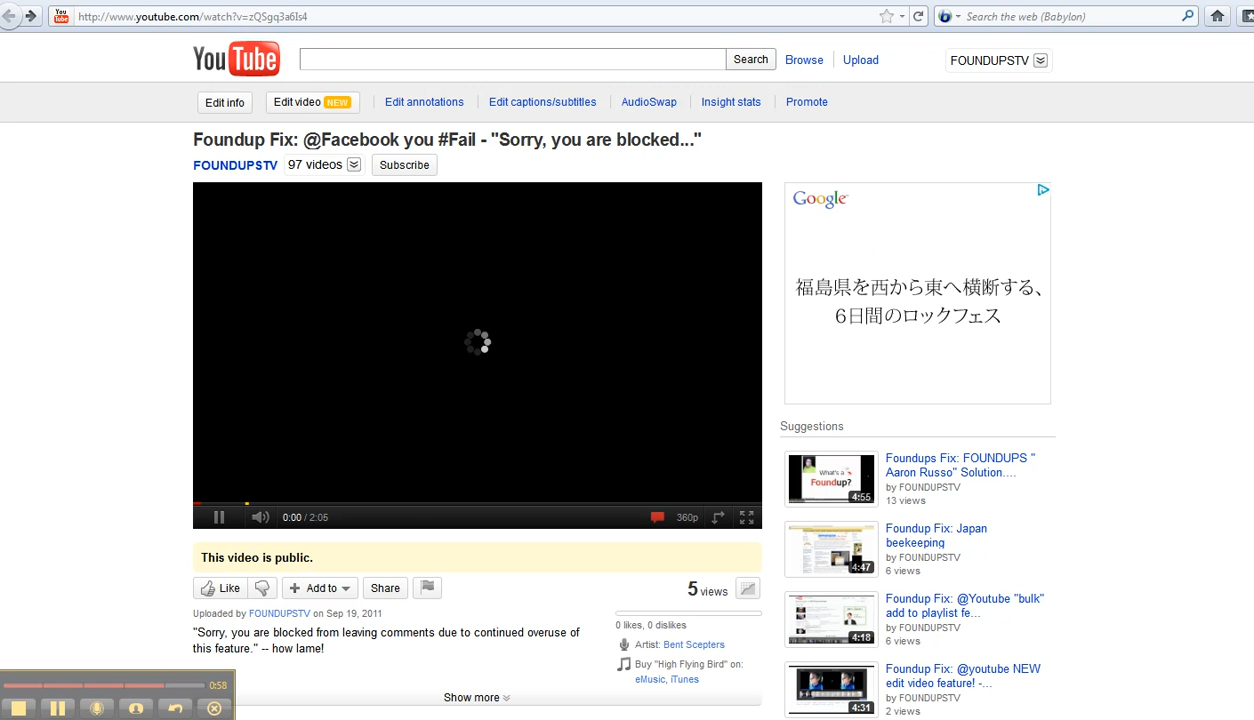 You Tube
http://www.youtube.com/watch?v=zQSgq3a6Is4
Search the web (Babylon)
You Tube
Search
Browse
Upload
FOUNDUPSTV
Edit info
Edit video NEW
Edit annotations
Edit captions/subtitles
AudioSwap
Insight stats
Promote
Foundup Fix: @Facebook you #Fail - "Sorry, you are blocked..."
FOUNDUPSTV
97 videos
Subscribe
0:00 / 2:05
360p
Google
福島県を西から東へ横断する、
6日間のロックフェス
This video is public.
Like
Add to
Share
5 views
Uploaded by FOUNDUPSTV on Sep 19, 2011
"Sorry, you are blocked from leaving comments due to continued overuse of
this feature." -- how lame!
0 likes, 0 dislikes
Artist: Bent Scepters
Buy "High Flying Bird" on:
eMusic, iTunes
Show more
Suggestions
What's a
Foundup?
4:55
Foundups Fix: FOUNDUPS "
Aaron Russo" Solution....
by FOUNDUPSTV
13 views
4:47
Foundup Fix: Japan
beekeeping
by FOUNDUPSTV
6 views
4:18
Foundup Fix: @Youtube "bulk"
add to playlist fe...
by FOUNDUPSTV
6 views
4:31
Foundup Fix: @youtube NEW
edit video feature! -...
by FOUNDUPSTV
2 views
0:58